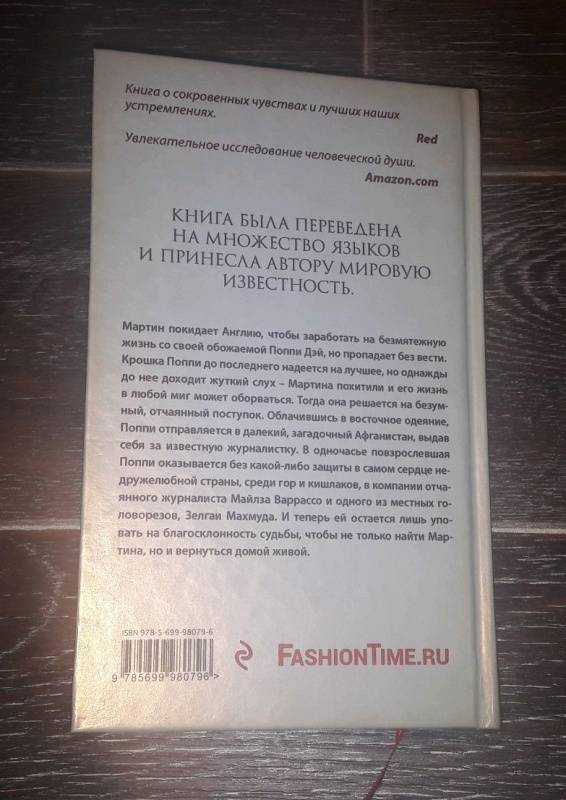 Книга о сокровенных чувствах и лучших наших
устремлениях.
Red
Увлекательное исследование человеческой души.
Amazon.com
КНИГА БЫЛА ПЕРЕВЕДЕНА
НА МНОЖЕСТВО ЯЗЫКОВ
И ПРИНЕСЛА АВТОРУ МИРОВУЮ
ИЗВЕСТНОСТЬ.
Мартин покидает Англию, чтобы заработать на безмятежную
жизнь со своей обожаемой Поппи Дэй, но пропадает без вести.
Крошка Поппи до последнего надеется на лучшее, но однажды
до нее доходит жуткий слух – Мартина похитили и его жизнь
в любой миг может оборваться. Тогда она решается на безум-
ный, отчаянный поступок. Облачившись в восточное одеяние,
Поппи отправляется в далекий, загадочный Афганистан, выдав
себя за известную журналистку. В одночасье повзрослевшая
Поппи оказывается без какой-либо защиты в самом сердце не-
дружелюбной страны, среди гор и кишлаков, в компании отча-
янного журналиста Майлза Варрассо и одного из местных го-
ловорезов, Зелгаи Махмуда. И теперь ей остается лишь упо-
вать на благосклонность судьбы, чтобы не только найти Мар-
тина, но и вернуться домой живой.
ISBN 978-5-699-98079-6
9 785699 980796 >
FASHIONTIME.RU